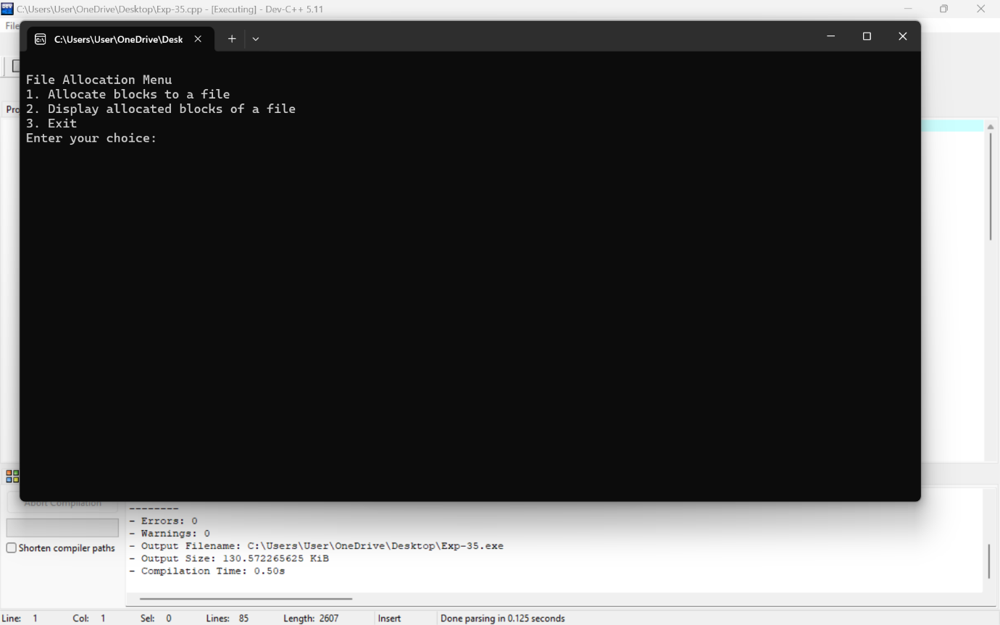 C:\Users\User\OneDrive\Desktop\Exp-35.cpp - [Executing] - Dev-C++ 5.11
File
C:\Users\User\OneDrive\Desk
File Allocation Menu
1. Allocate blocks to a file
2. Display allocated blocks of a file
3. Exit
Enter your choice:
Abort Compilation
Shorten compiler paths
--------
- Errors: 0
- Warnings: 0
- Output Filename: C:\Users\User\OneDrive\Desktop\Exp-35.exe
- Output Size: 130.572265625 KiB
- Compilation Time: 0.50s
Line: 1 Col: 1 Sel: 0 Lines: 85 Length: 2607 Insert Done parsing in 0.125 seconds